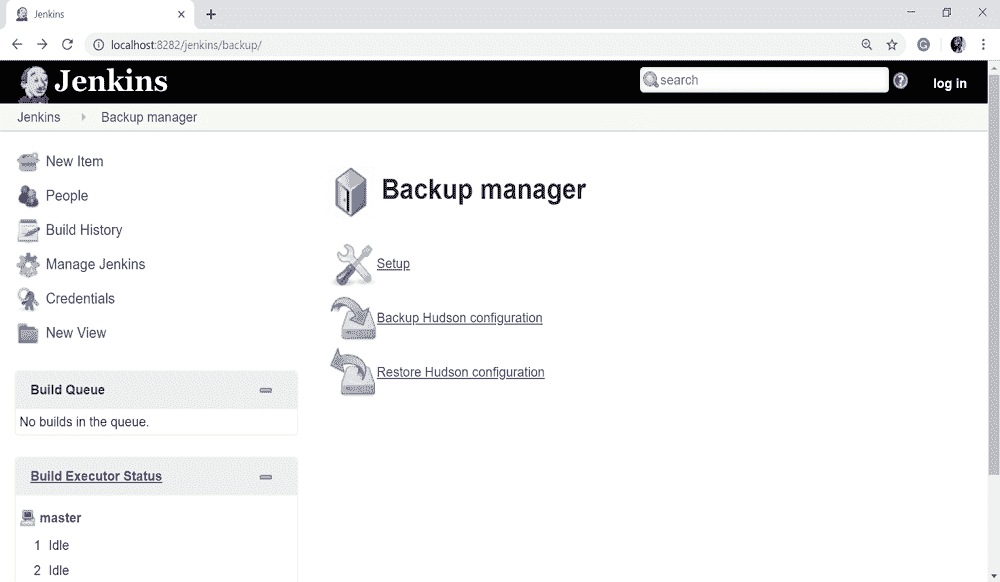 Jenkins
localhost:8282/jenkins/backup/
Jenkins
search
log in
Jenkins
Backup manager
New Item
People
Build History
Manage Jenkins
Credentials
New View
Build Queue
No builds in the queue.
Build Executor Status
master
1 Idle
2 Idle
Backup manager
Setup
Backup Hudson configuration
Restore Hudson configuration